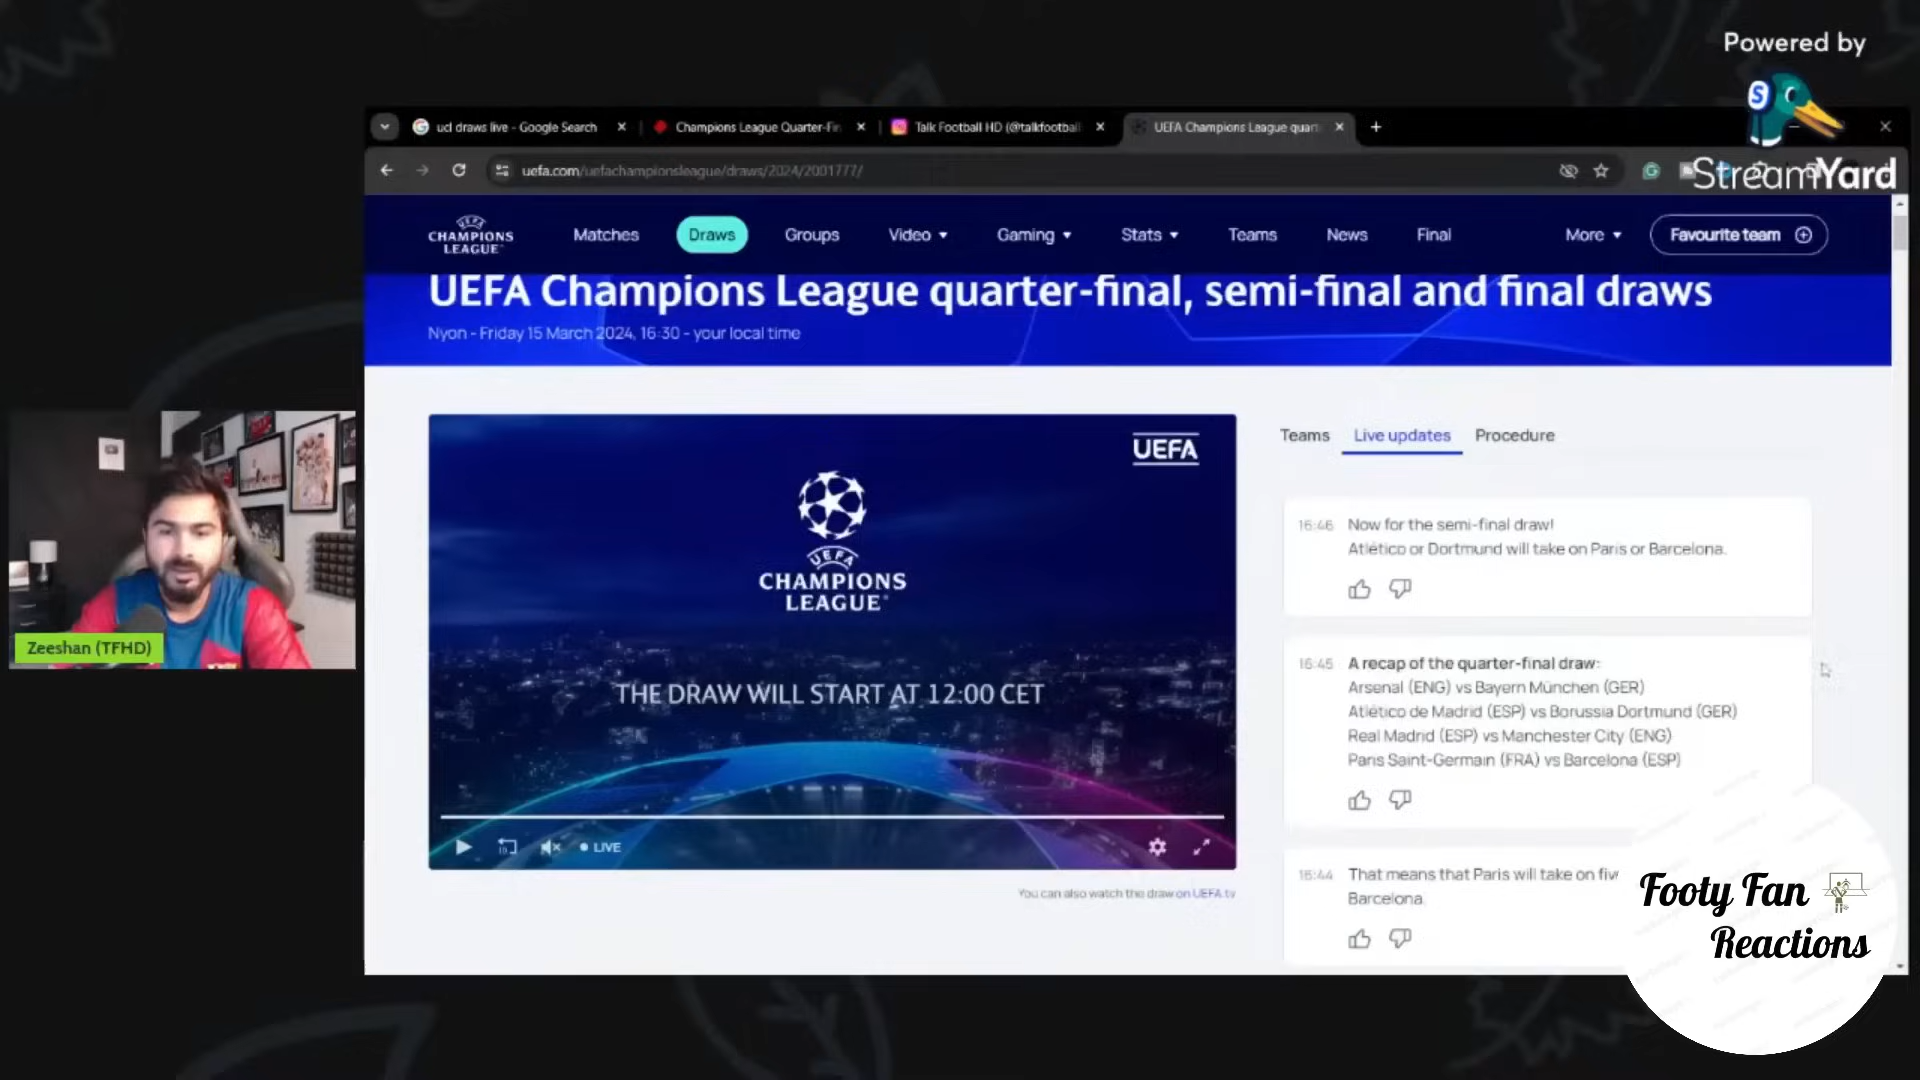 Powered by
StreamYard
ucl draws live - Google Search
Champions League Quarter-Fin
Talk Football HD (@talkfootball
UEFA Champions League quart
uefa.com/uefachampionsleague/draws/2024/2001777/
CHAMPIONS
LEAGUE
Matches
Draws
Groups
Video
Gaming
Stats
Teams
News
Final
More
Favourite team
UEFA Champions League quarter-final, semi-final and final draws
Nyon - Friday 15 March 2024, 16:30 - your local time
UEFA
UEFA
CHAMPIONS
LEAGUE
THE DRAW WILL START AT 12:00 CET
10
LIVE
You can also watch the draw on UEFA.tv
Teams
Live updates
Procedure
16:46 Now for the semi-final draw!
Atlético or Dortmund will take on Paris or Barcelona.
16:45 A recap of the quarter-final draw:
Arsenal (ENG) vs Bayern München (GER)
Atlético de Madrid (ESP) vs Borussia Dortmund (GER)
Real Madrid (ESP) vs Manchester City (ENG)
Paris Saint-Germain (FRA) vs Barcelona (ESP)
16:44 That means that Paris will take on fiv
Barcelona.
Zeeshan (TFHD)
Footy Fan
Reactions